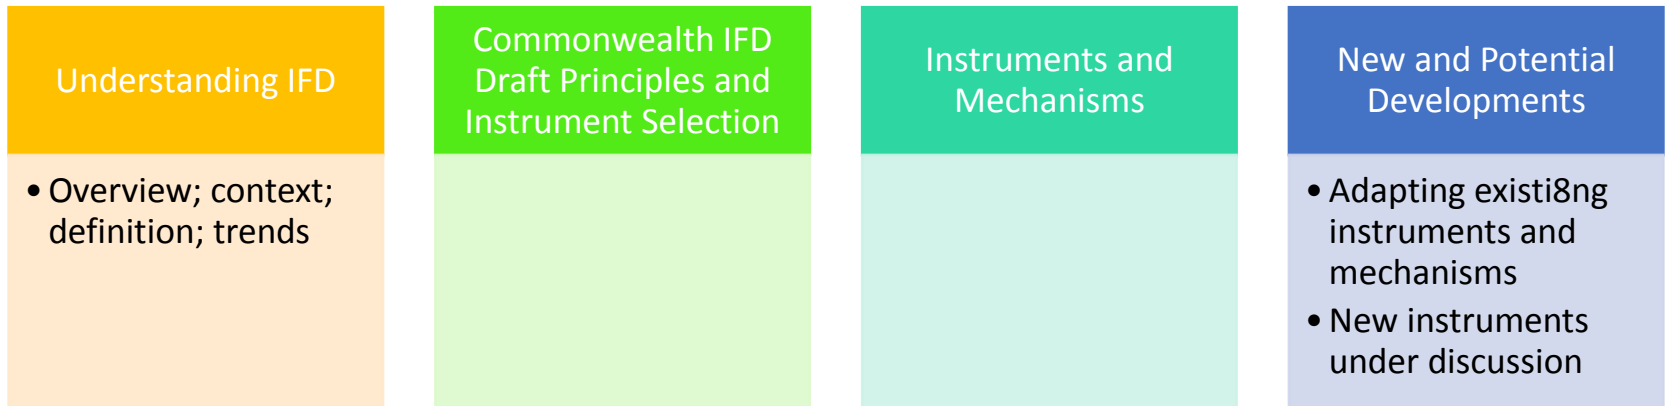 Understanding IFD
• Overview; context;
definition; trends
Commonwealth IFD
Draft Principles and
Instrument Selection
Instruments and
Mechanisms
New and Potential
Developments
• Adapting existi8ng
instruments and
mechanisms
• New instruments
under discussion